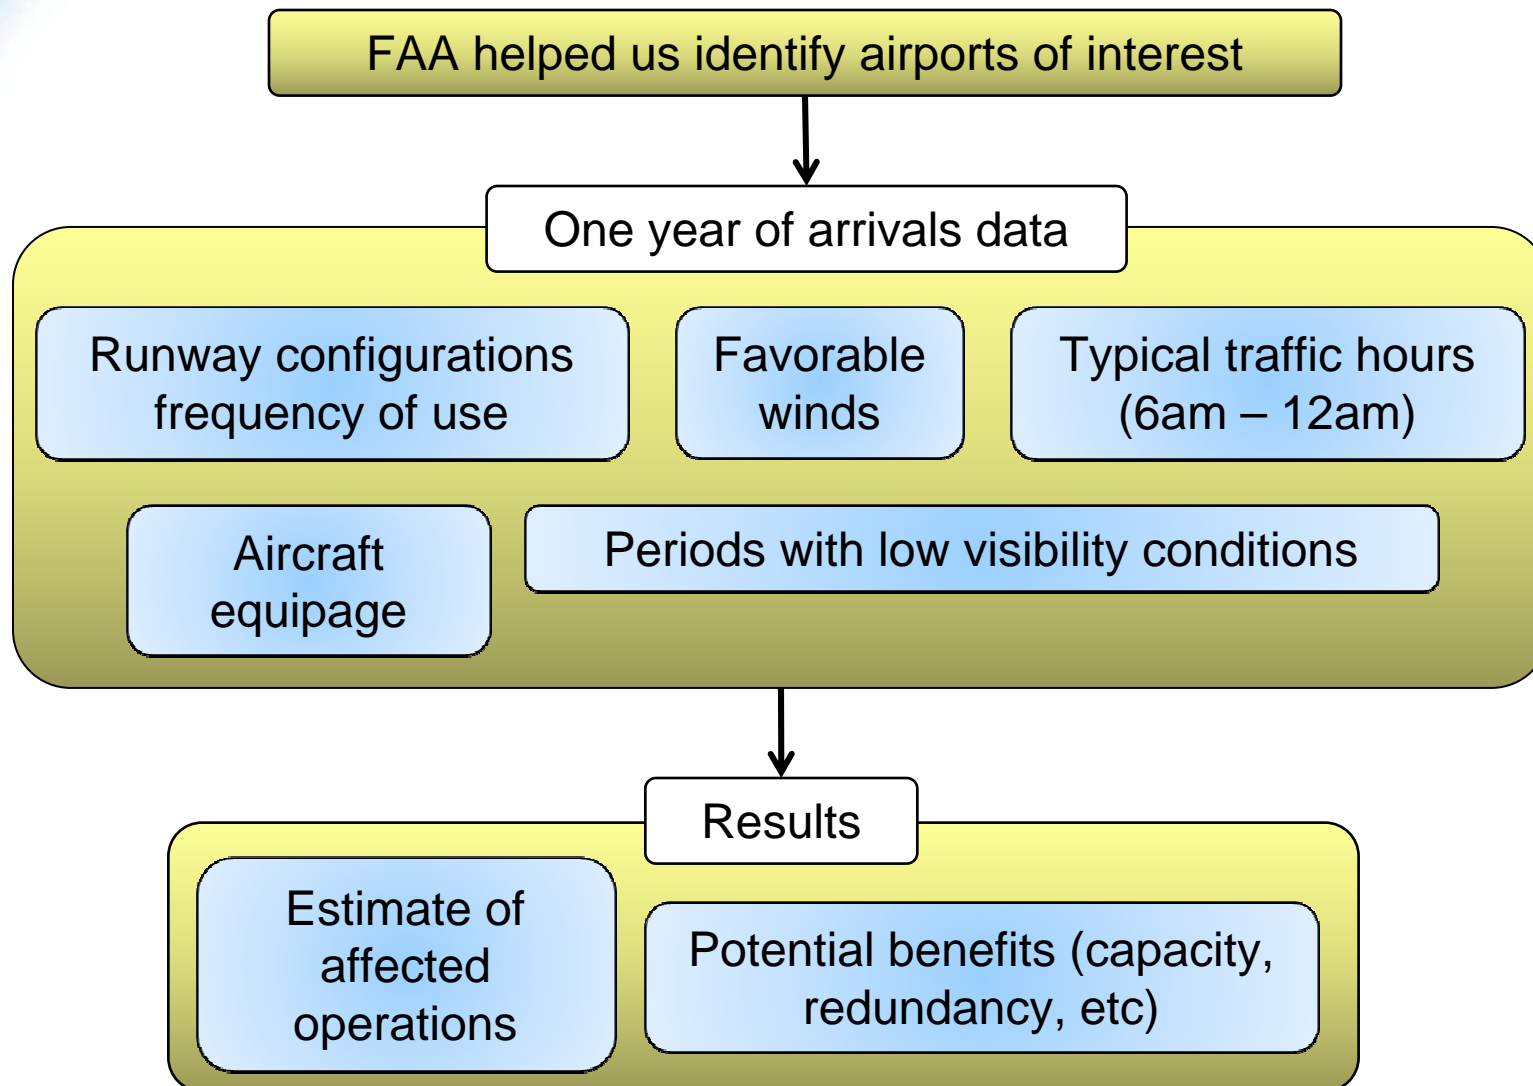 FAA helped us identify airports of interest
One year of arrivals data
Runway configurations
frequency of use
Favorable
winds
Typical traffic hours
(6am – 12am)
Aircraft
equipage
Periods with low visibility conditions
Results
Estimate of
affected
operations
Potential benefits (capacity,
redundancy, etc)